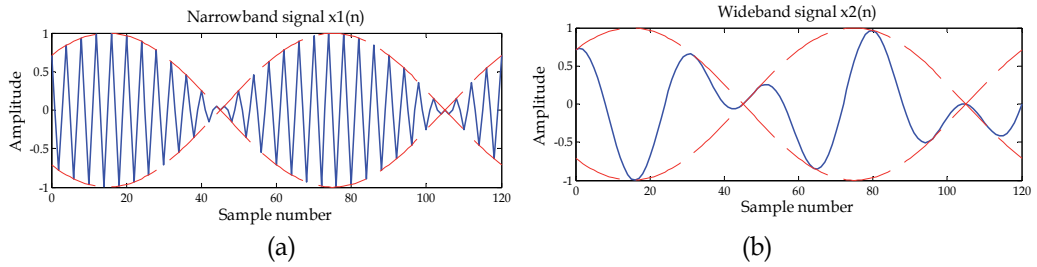 Narrowband signal x1(n)
Amplitude
1
0.5
0
-0.5
-1
0 20 40 60 80 100 120
Sample number
(a)
Wideband signal x2(n)
Amplitude
1
0.5
0
-0.5
-1
0 20 40 60 80 100 120
Sample number
(b)